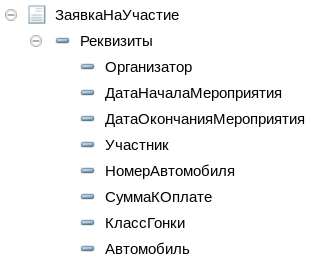 ЗаявкаНаУчастие
Реквизиты
Организатор
ДатаНачалаМероприятия
ДатаОкончанияМероприятия
Участник
НомерАвтомобиля
СуммаКОплате
КлассГонки
Автомобиль